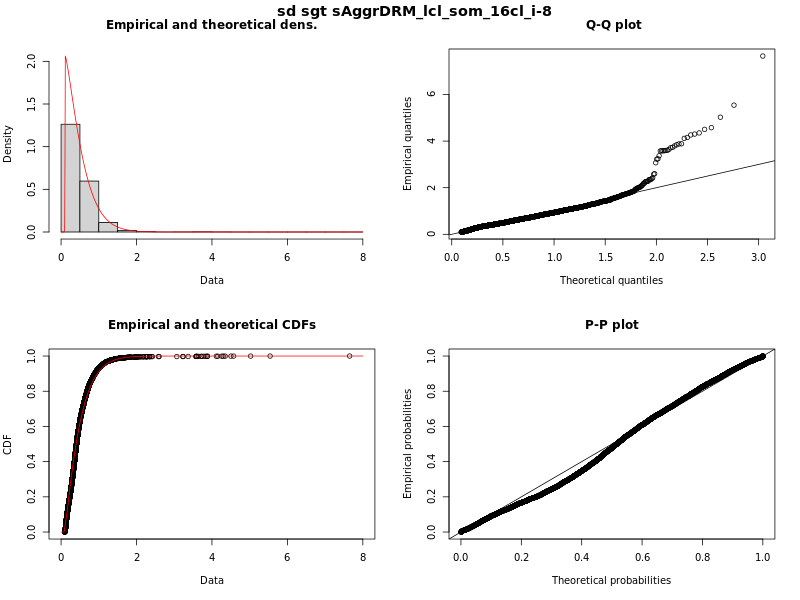 sd sgt sAggrDRM_lcl_som_16cl_i-8
Empirical and theoretical dens.
Density
0.0 0.5 1.0 1.5 2.0
0 2 4 6 8
Data
Q-Q plot
Empirical quantiles
0 2 4 6
0.0 0.5 1.0 1.5 2.0 2.5 3.0
Theoretical quantiles
Empirical and theoretical CDFs
CDF
0.0 0.2 0.4 0.6 0.8 1.0
0 2 4 6 8
Data
P-P plot
Empirical probabilities
0.0 0.2 0.4 0.6 0.8 1.0
0.0 0.2 0.4 0.6 0.8 1.0
Theoretical probabilities